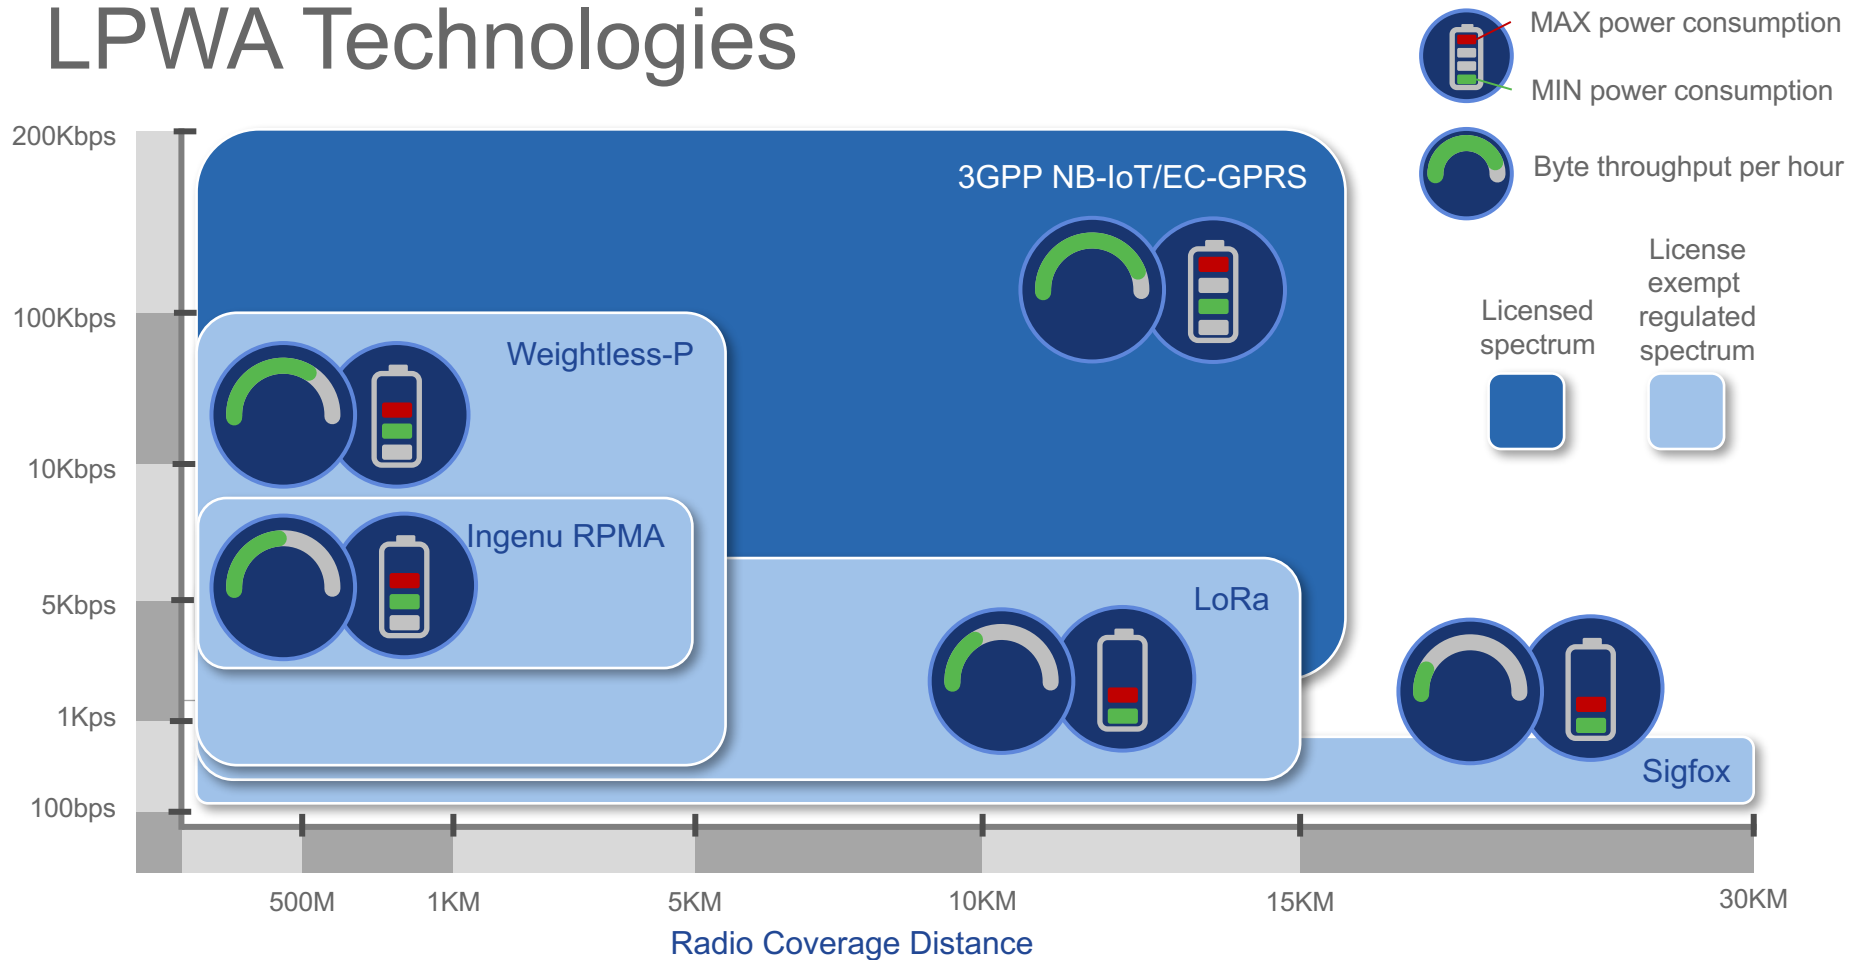 LPWA Technologies
MAX power consumption
MIN power consumption
Byte throughput per hour
License
exempt
regulated
spectrum
Licensed
spectrum
200Kbps
100Kbps
10Kbps
5Kbps
1Kps
100bps
3GPP NB-IoT/EC-GPRS
Weightless-P
Ingenu RPMA
LoRa
Sigfox
500M
1KM
5KM
10KM
15KM
30KM
Radio Coverage Distance